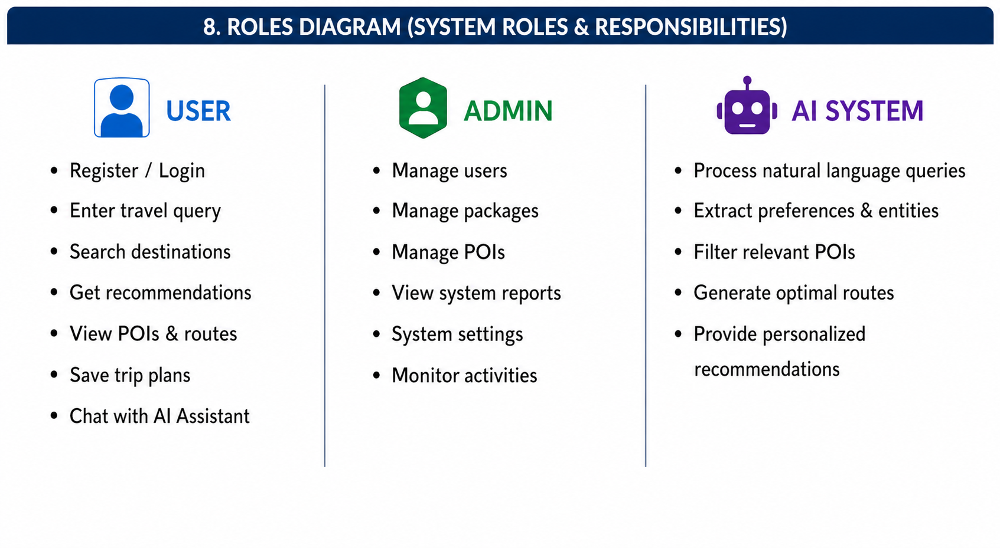 8. ROLES DIAGRAM (SYSTEM ROLES & RESPONSIBILITIES)
USER
• Register / Login
• Enter travel query
• Search destinations
• Get recommendations
• View POIs & routes
• Save trip plans
• Chat with AI Assistant
ADMIN
• Manage users
• Manage packages
• Manage POIs
• View system reports
• System settings
• Monitor activities
AI SYSTEM
• Process natural language queries
• Extract preferences & entities
• Filter relevant POIs
• Generate optimal routes
• Provide personalized
recommendations